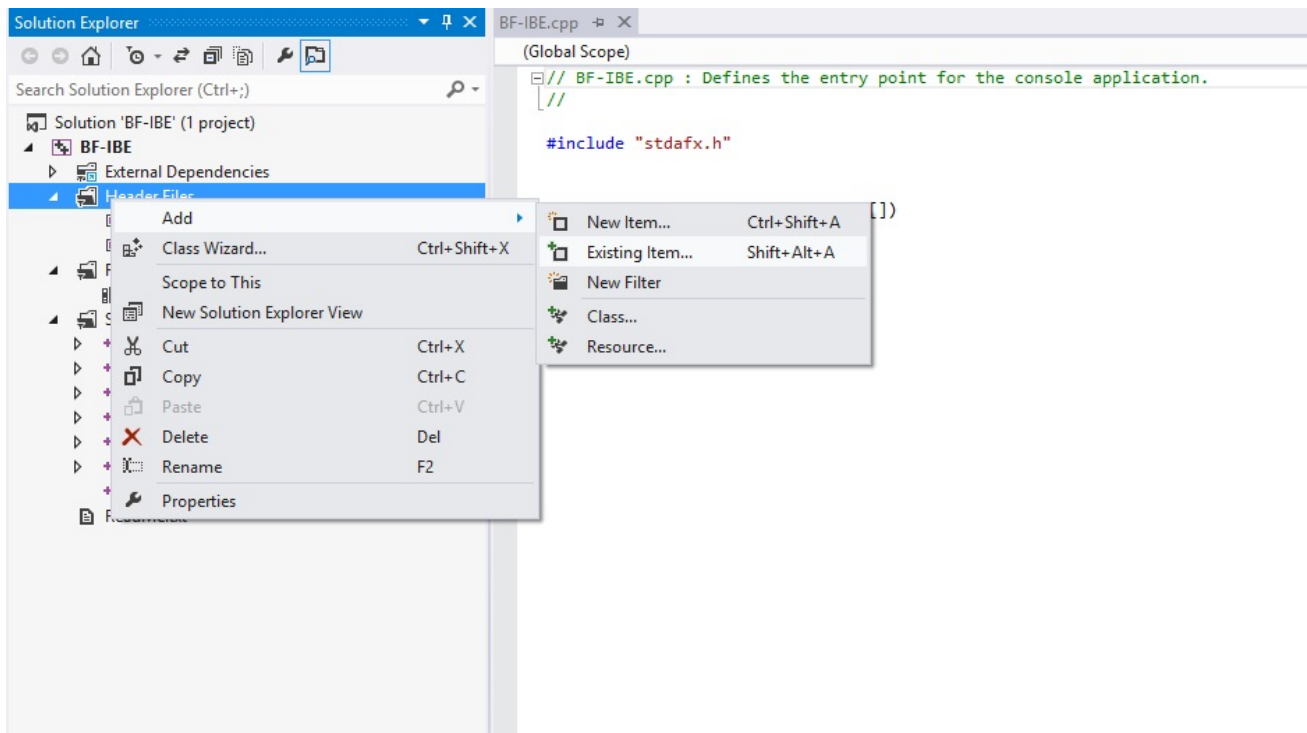 Solution Explorer
Search Solution Explorer (Ctrl+;)
Solution 'BF-IBE' (1 project)
BF-IBE
External Dependencies
Header Files
Add
Class Wizard... Ctrl+Shift+X
Scope to This
New Solution Explorer View
Cut Ctrl+X
Copy Ctrl+C
Paste Ctrl+V
Delete Del
Rename F2
Properties
New Item... Ctrl+Shift+A
Existing Item... Shift+Alt+A
New Filter
Class...
Resource...
BF-IBE.cpp
(Global Scope)
// BF-IBE.cpp : Defines the entry point for the console application.
//
#include "stdafx.h"
[])